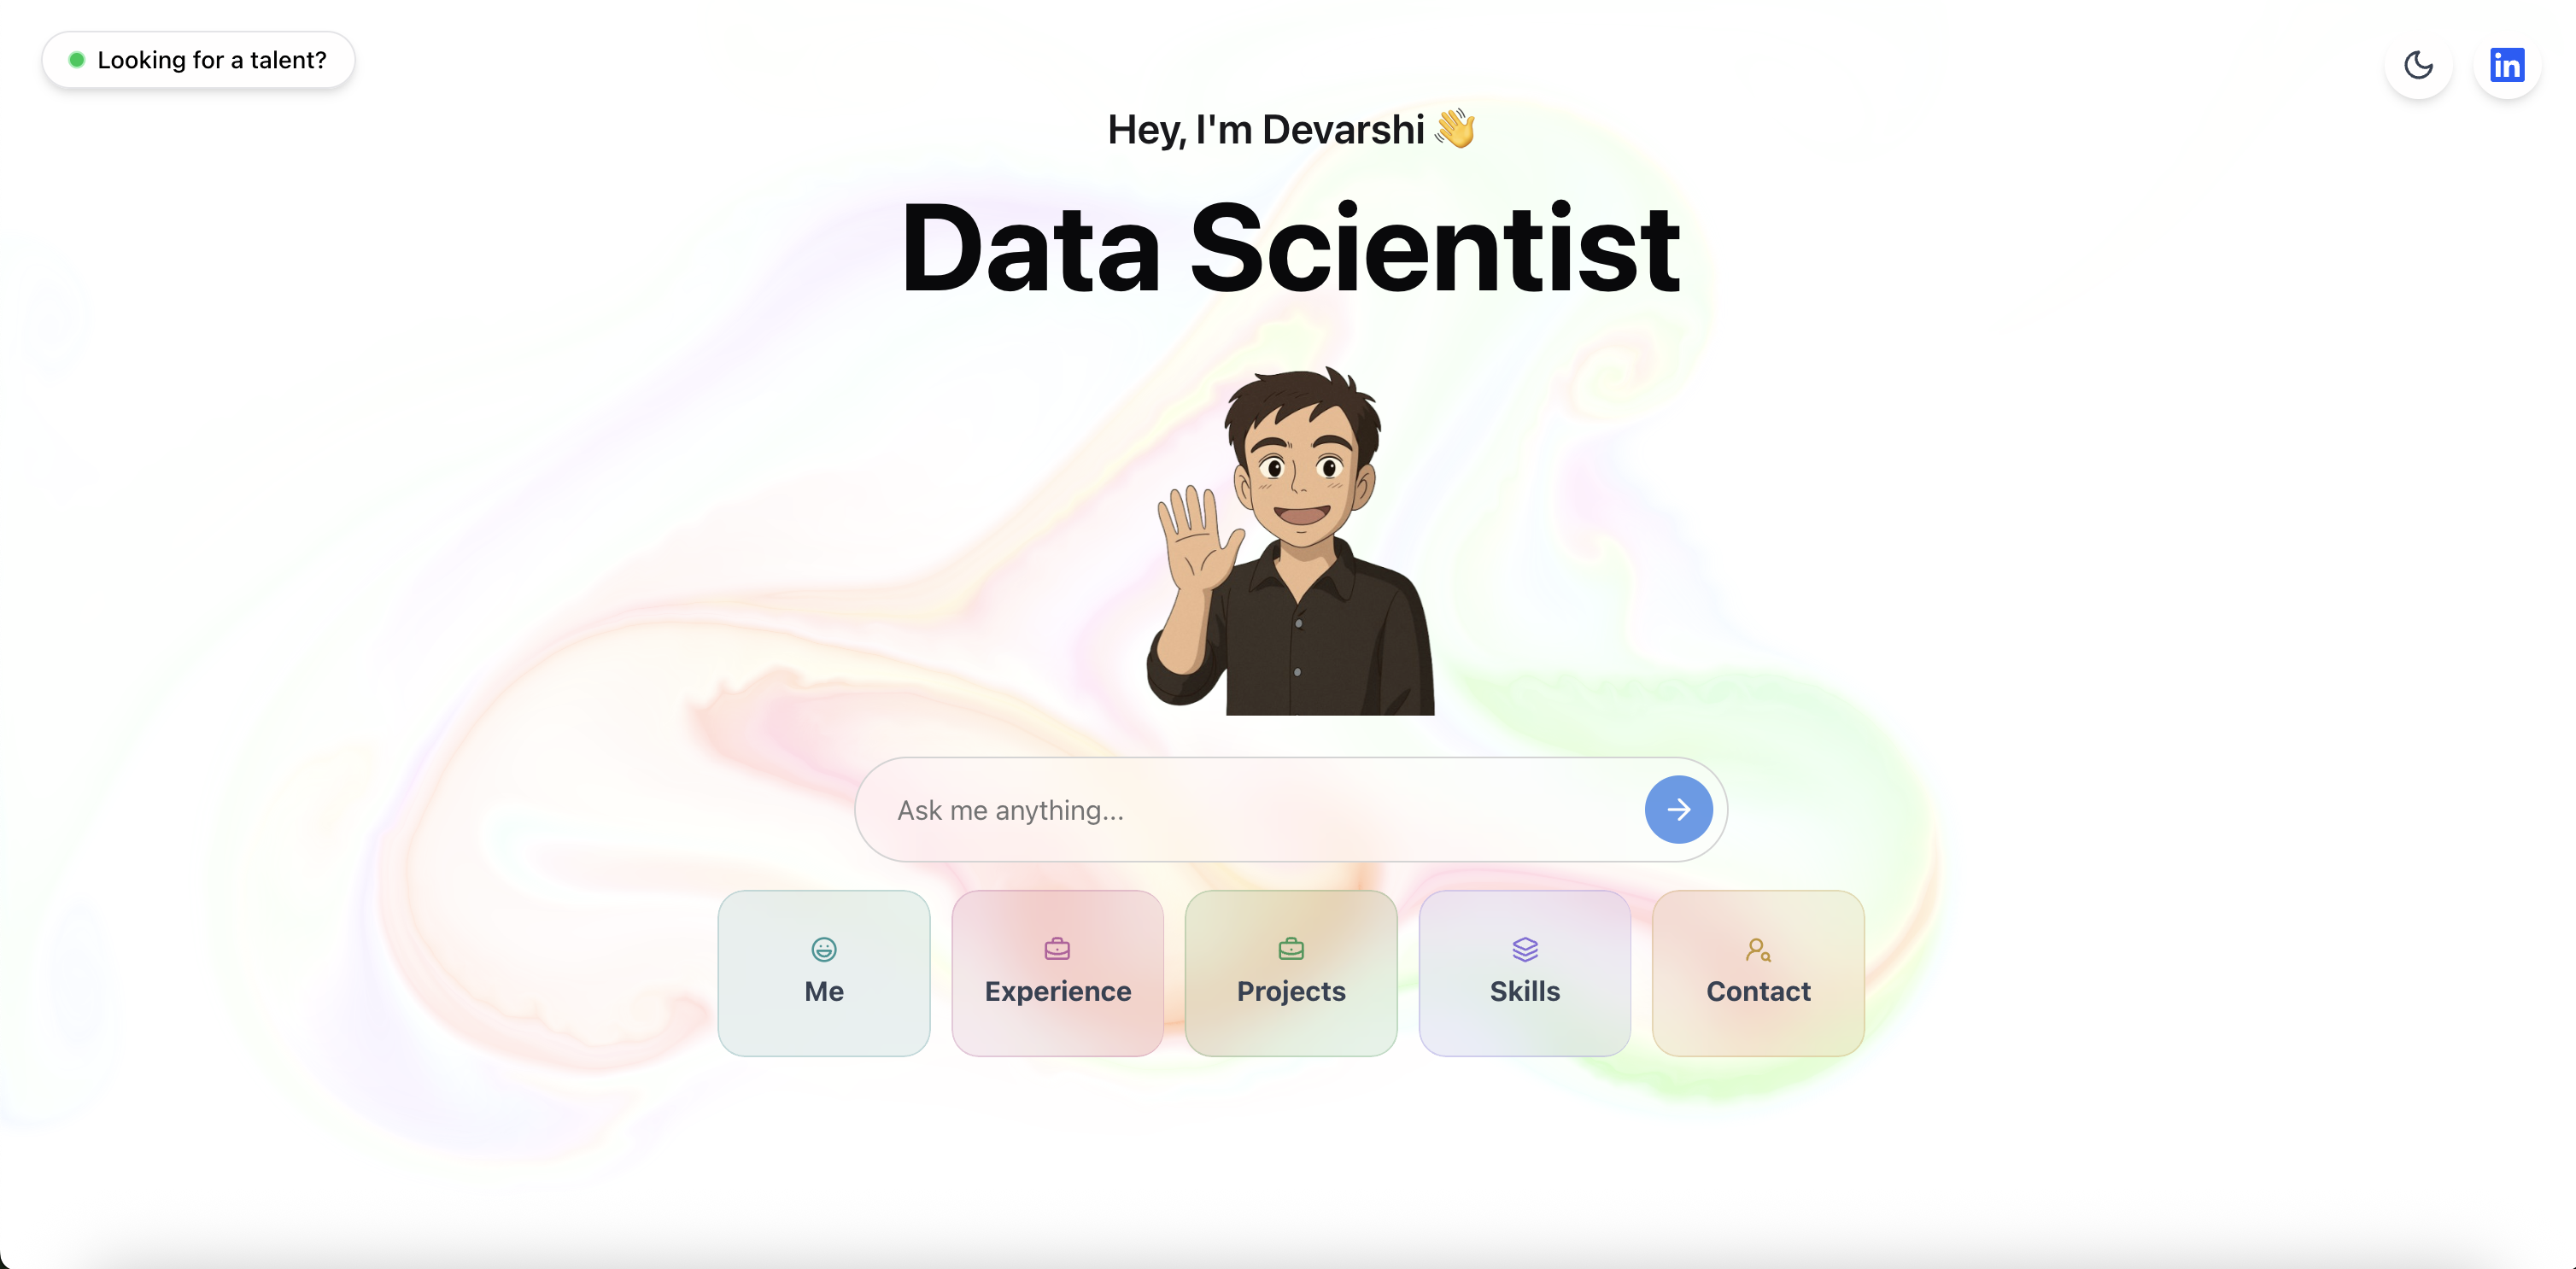 Looking for a talent?
in
Hey, I'm Devarshi 👋
Data Scientist
Ask me anything...
Me
Experience
Projects
Skills
Contact